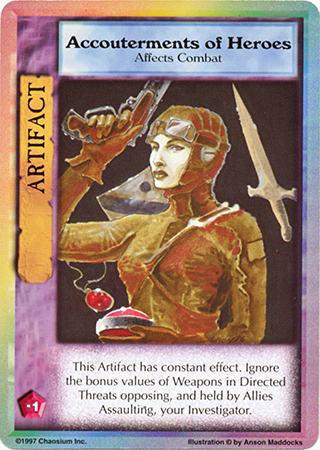 Accouterments of Heroes
Affects Combat
ARTIFACT
This Artifact has constant effect. Ignore
the bonus values of Weapons in Directed
Threats opposing, and held by Allies
Assaulting, your Investigator.
-1
©1997 Chaosium Inc.
Illustration © by Anson Maddocks